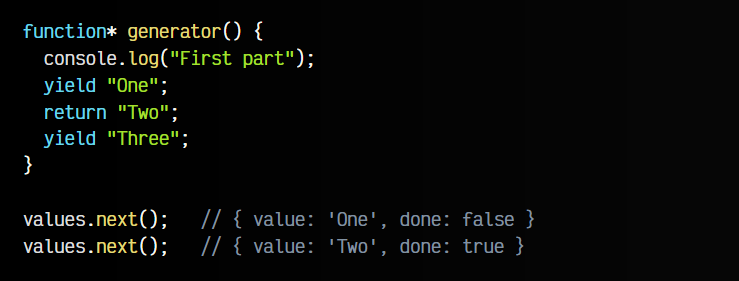 function* generator() {
  console.log("First part");
  yield "One";
  return "Two";
  yield "Three";
}
values.next();   // { value: 'One', done: false }
values.next();   // { value: 'Two', done: true }